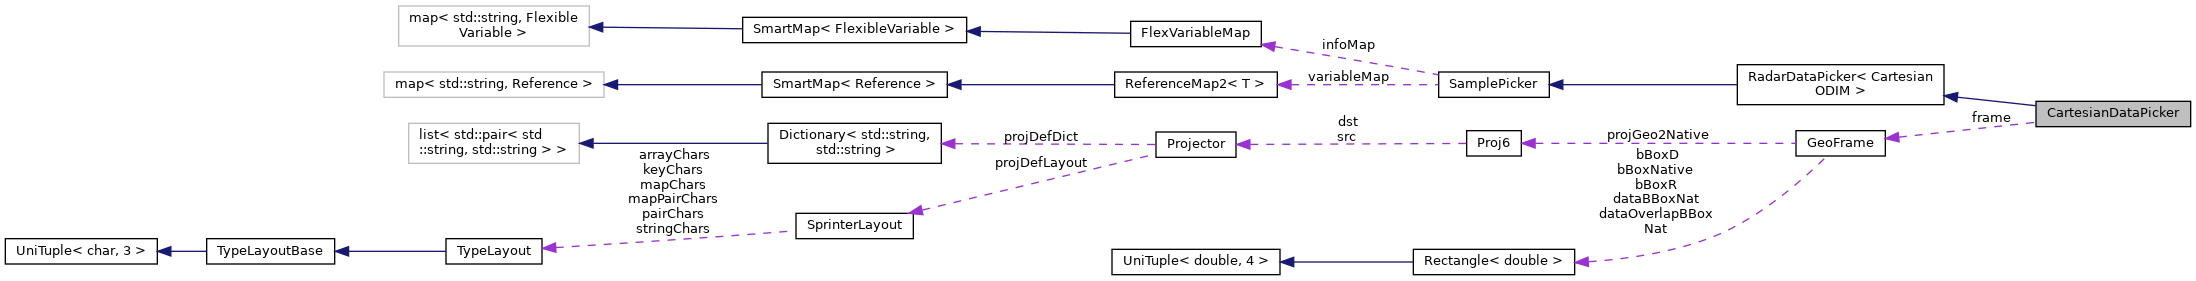 map< std::string, Flexible
Variable >
SmartMap< FlexibleVariable >
FlexVariableMap
infoMap
map< std::string, Reference >
SmartMap< Reference >
ReferenceMap2< T >
variableMap
SamplePicker
RadarDataPicker< Cartesian
ODIM >
CartesianDataPicker
frame
list< std::pair< std
::string, std::string > >
Dictionary< std::string,
std::string >
projDefDict
Projector
dst
src
Proj6
projGeo2Native
GeoFrame
projDefLayout
arrayChars
keyChars
mapChars
mapPairChars
pairChars
stringChars
bBoxD
bBoxNative
bBoxR
dataBBoxNat
dataOverlapBBox
Nat
SprinterLayout
UniTuple< char, 3 >
TypeLayoutBase
TypeLayout
UniTuple< double, 4 >
Rectangle< double >